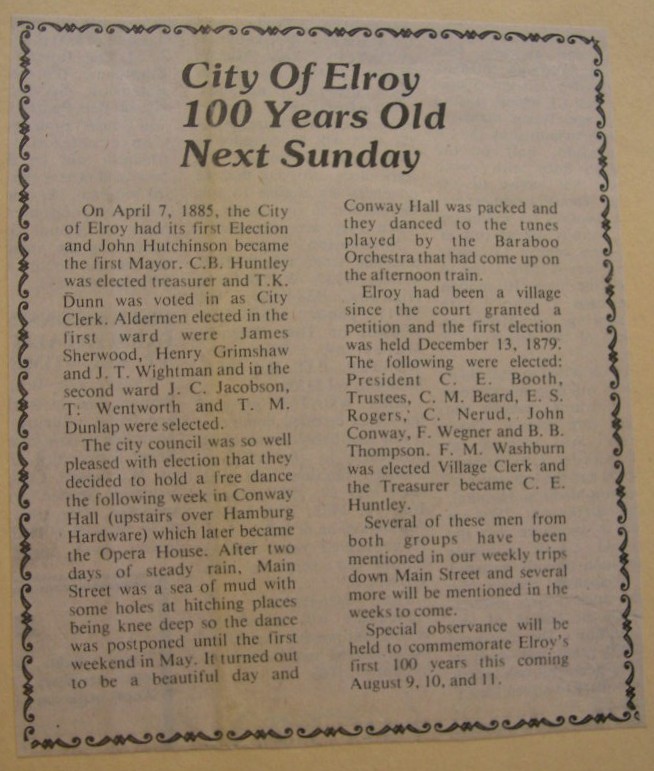 City Of Elroy
100 Years Old
Next Sunday
On April 7, 1885, the City
of Elroy had its first Election
and John Hutchinson became
the first Mayor. C.B. Huntley
was elected treasurer and T.K.
Dunn was voted in as City
Clerk. Aldermen elected in the
first ward were James
Sherwood, Henry Grimshaw
and J. T. Wightman and in the
second ward J. C. Jacobson,
T. Wentworth and T. M.
Dunlap were selected.
The city council was so well
pleased with election that they
decided to hold a free dance
the following week in Conway
Hall (upstairs over Hamburg
Hardware) which later became
the Opera House. After two
days of steady rain, Main
Street was a sea of mud with
some holes at hitching places
being knee deep so the dance
was postponed until the first
weekend in May. It turned out
to be a beautiful day and
Conway Hall was packed and
they danced to the tunes
played by the Baraboo
Orchestra that had come up on
the afternoon train.
Elroy had been a village
since the court granted a
petition and the first election
was held December 13, 1879.
The following were elected:
President C. E. Booth,
Trustees, C. M. Beard, E. S.
Rogers, C. Nerud, John
Conway, F. Wegner and B. B.
Thompson. F. M. Washburn
was elected Village Clerk and
the Treasurer became C. E.
Huntley.
Several of these men from
both groups have been
mentioned in our weekly trips
down Main Street and several
more will be mentioned in the
weeks to come.
Special observance will be
held to commemorate Elroy's
first 100 years this coming
August 9, 10, and 11.